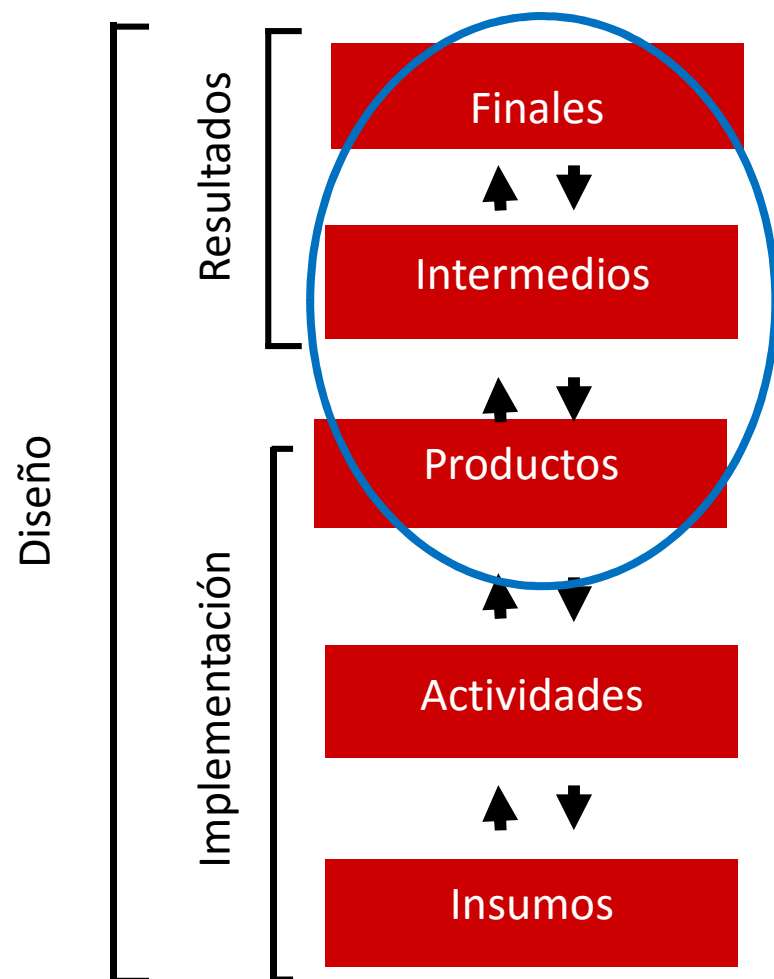 Diseño
Resultados
Finales
Intermedios
Implementación
Productos
Actividades
Insumos